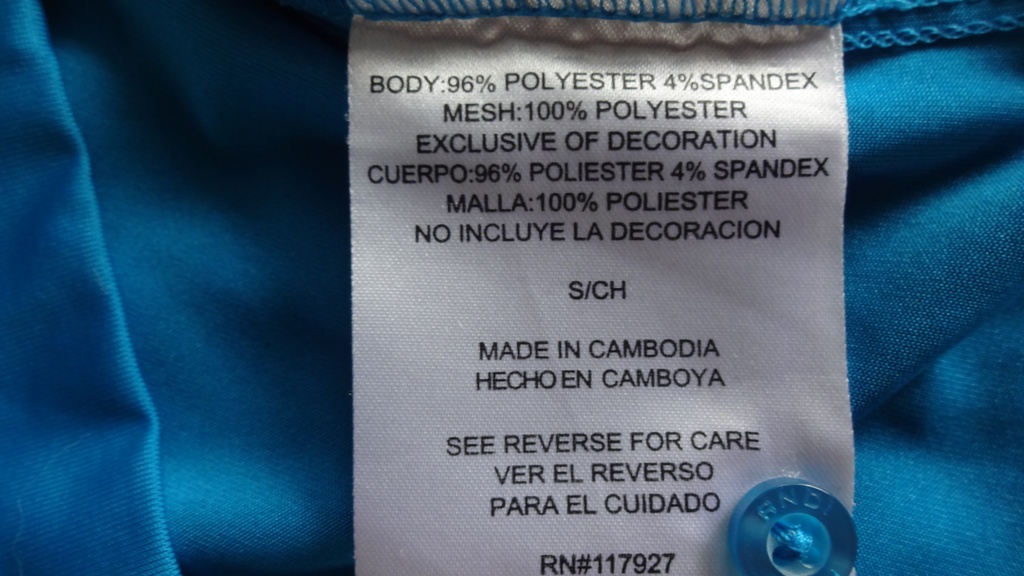 BODY:96% POLYESTER 4%SPANDEX
MESH:100% POLYESTER
EXCLUSIVE OF DECORATION
CUERPO:96% POLIESTER 4% SPANDEX
MALLA:100% POLIESTER
NO INCLUYE LA DECORACION
S/CH
MADE IN CAMBODIA
HECHO EN CAMBOYA
SEE REVERSE FOR CARE
VER EL REVERSO
PARA EL CUIDADO
RN#117927